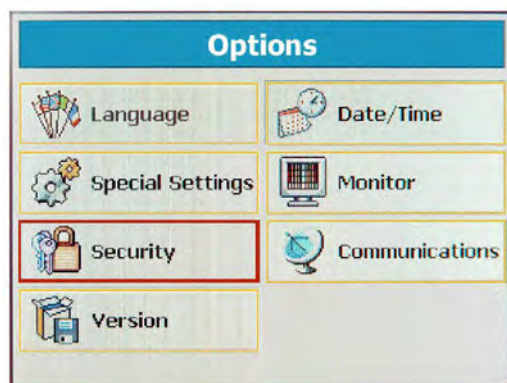 Options
Language
Date/Time
Special Settings
Monitor
Security
Communications
Version